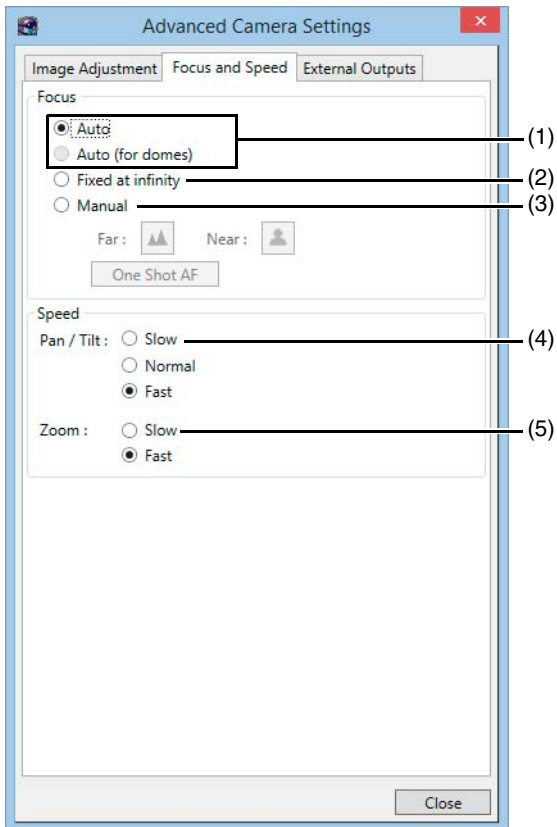 Advanced Camera Settings
Image Adjustment Focus and Speed External Outputs
Focus
Auto (1)
Auto (for domes)
Fixed at infinity (2)
Manual (3)
Far : Near :
One Shot AF
Speed
Pan / Tilt : Slow (4)
Normal
Fast
Zoom : Slow (5)
Fast
Close